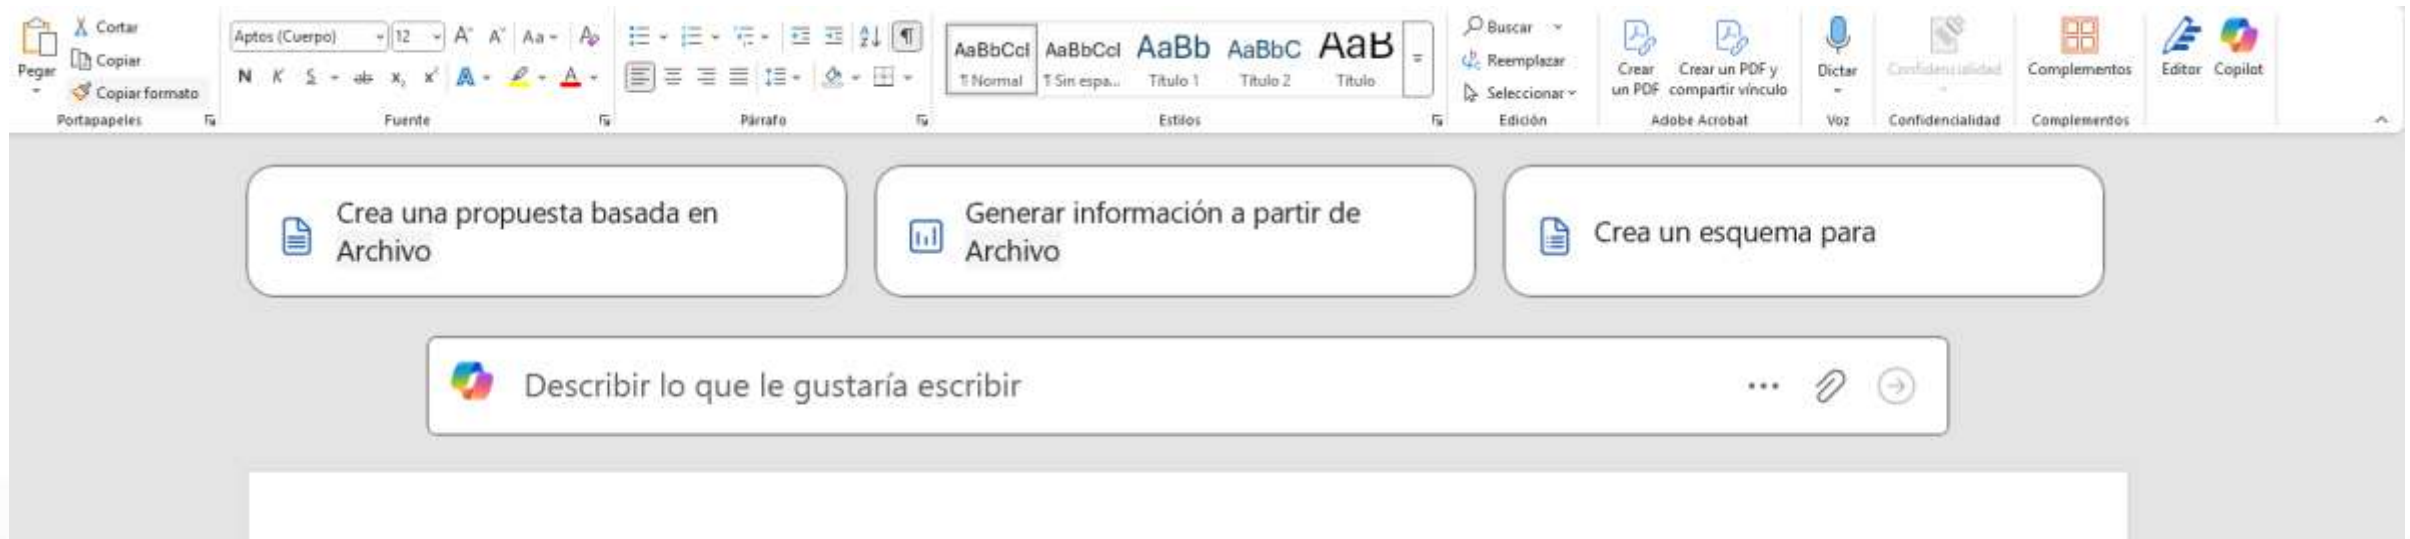 Cortar
Copiar
Pegar
Copiar formato
Portapapeles
Aptos (Cuerpo)
12
A A Aa
N K S ab x, x
A A
Fuente
Párrafo
AaBbCcI AaBbCcI AaBb AaBbC AaB
¶ Normal ¶ Sin espa... Título 1 Título 2 Título
Estilos
Buscar
Reemplazar
Seleccionar
Edición
Crear
un PDF
Crear un PDF y
compartir vínculo
Adobe Acrobat
Dictar
Voz
Confidencialidad
Confidencialidad
Complementos
Complementos
Editor
Copilot
Crea una propuesta basada en
Archivo
Generar información a partir de
Archivo
Crea un esquema para
Describir lo que le gustaría escribir